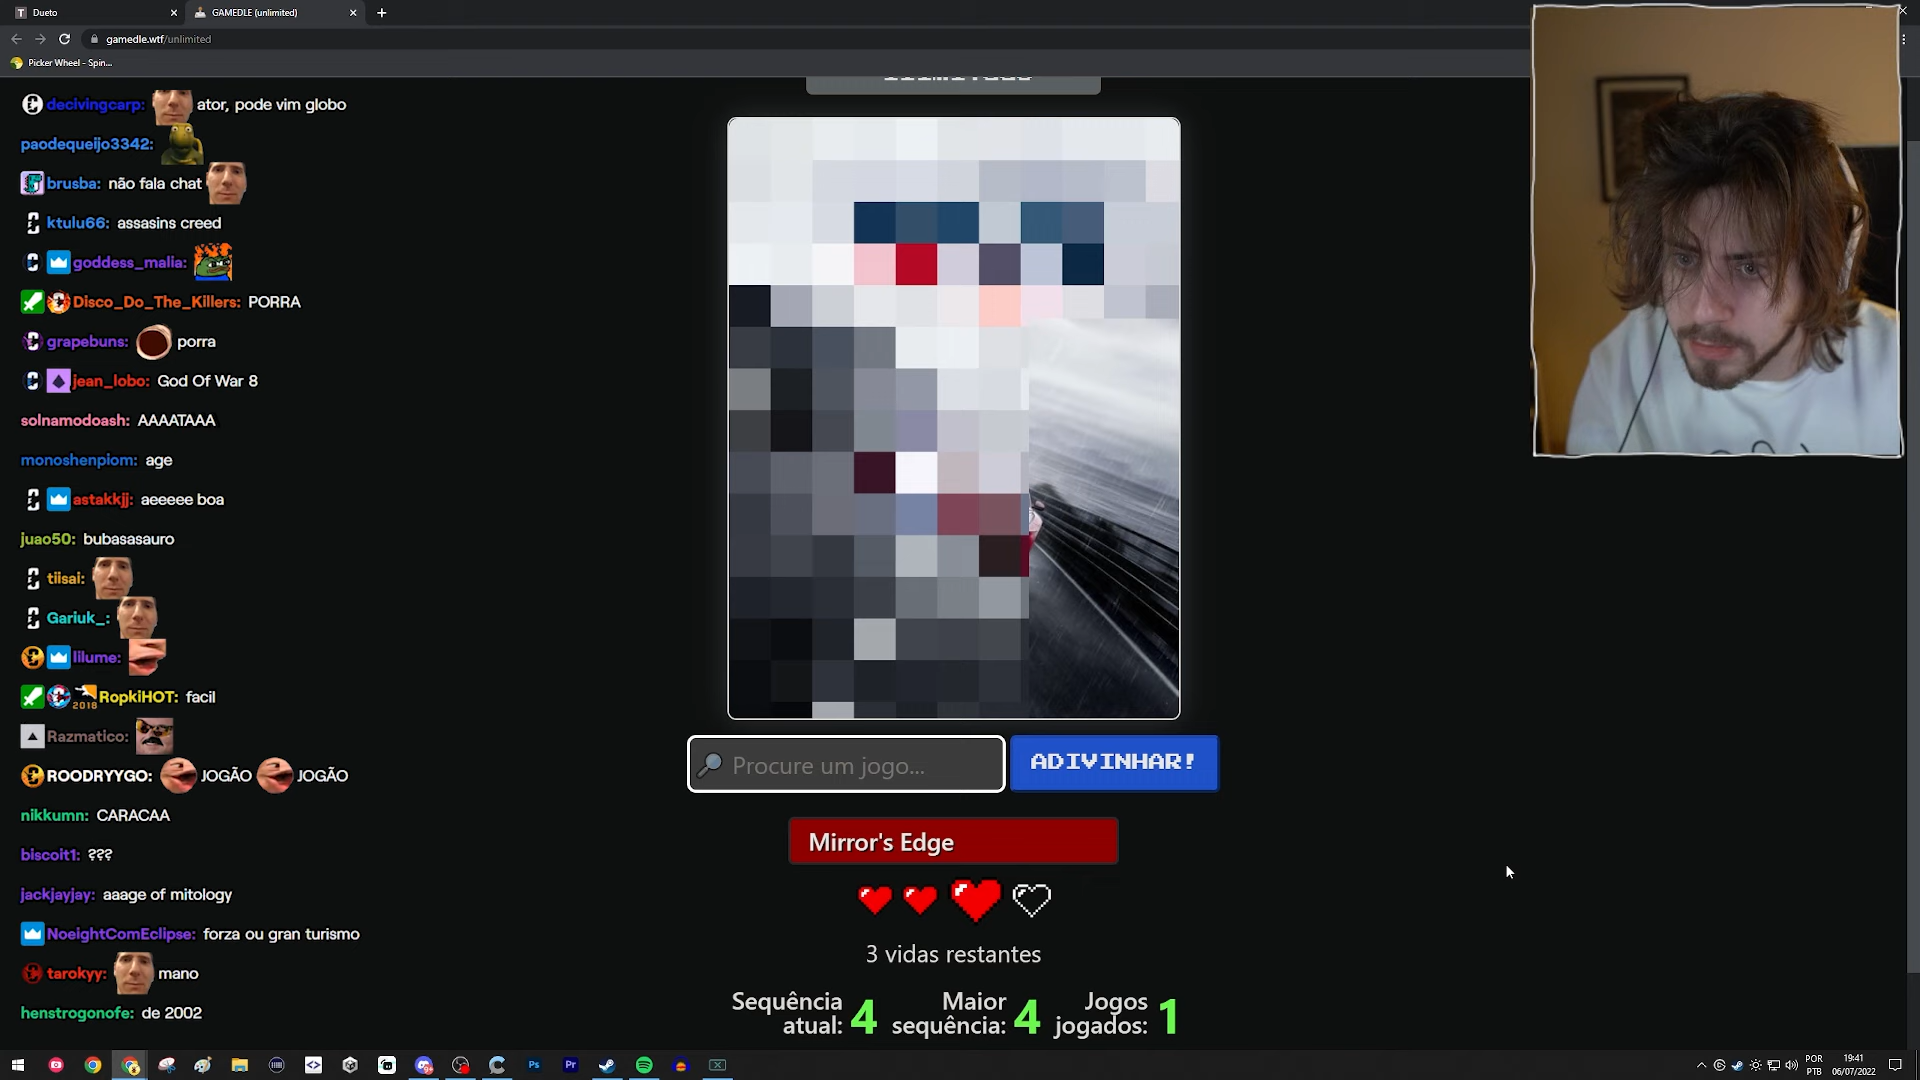 Dueto
GAMEDLE (unlimited)
gamedle.wtf/unlimited
Picker Wheel - Spin...
decivingcarp: ator, pode vim globo
paodequeijo3342:
brusba: não fala chat
ktulu66: assasins creed
goddess_malia:
Disco_Do_The_Killers: PORRA
grapebuns: porra
jean_lobo: God Of War 8
solnamodoash: AAAATAAA
monoshenpiom: age
astakkjj: aeeeee boa
juao50: bubasasauro
tiisai:
Gariuk_:
lilume:
2018 RopkiHOT: facil
Razmatico:
ROODRYYGO: JOGÃO JOGÃO
nikkumn: CARACAA
biscoit1: ???
jackjayjay: aaage of mitology
NoeightComEclipse: forza ou gran turismo
tarokyy: mano
henstrogonofe: de 2002
Procure um jogo...
ADIVINHAR!
Mirror's Edge
3 vidas restantes
Sequência atual: 4
Maior sequência: 4
Jogos jogados: 1
Ps
Pr
POR
PTB
19:41
06/07/2022